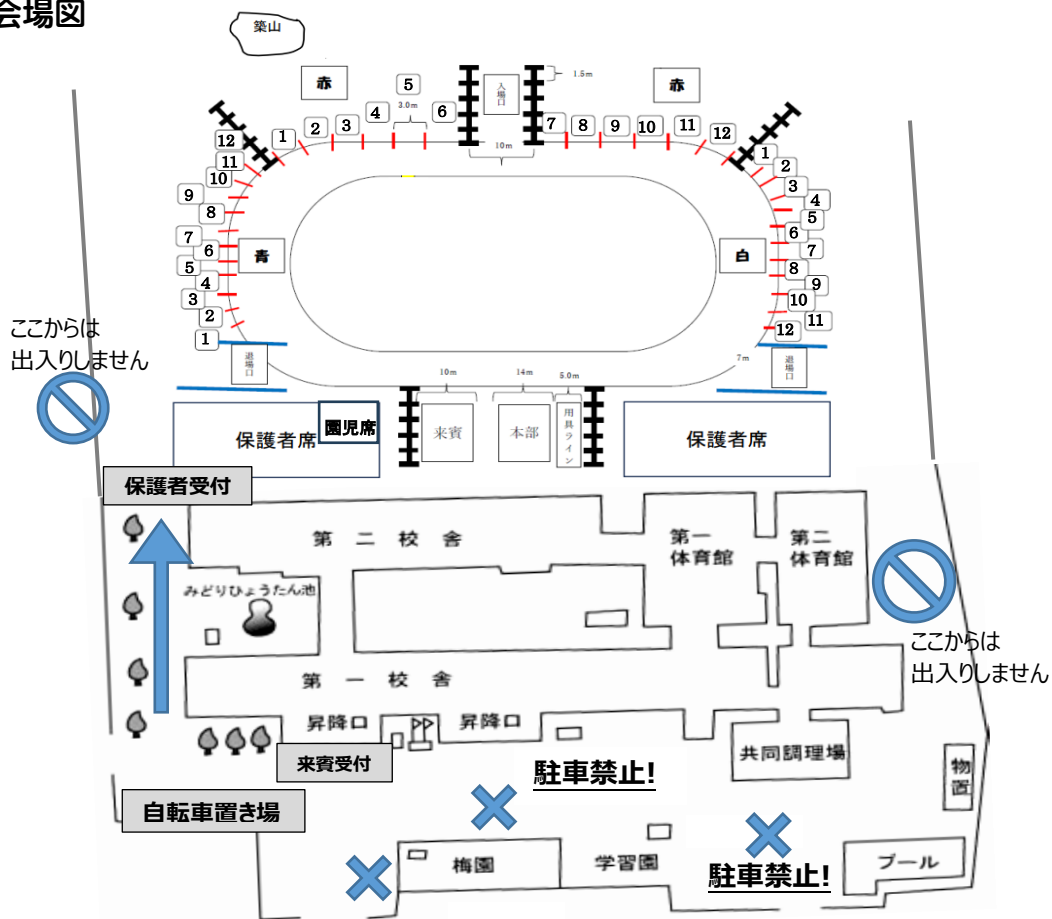 会場図
築山
赤
赤
入場口
1.5m
5
3.0m
4
6
3
2
1
12
11
10
9
8
7
6
5
4
3
2
1
10m
7
8
9
10
11
12
1
2
3
4
5
6
7
8
9
10
11
12
青
白
ここからは
出入りしません
退場口
7m
退場口
10m
14m
5.0m
保護者席
園児席
来賓
本部
用具ライン
保護者席
保護者受付
第二校舎
第一
体育館
第二
体育館
みどりひょうたん池
ここからは
出入りしません
第一校舎
昇降口
昇降口
来賓受付
共同調理場
物置
駐車禁止!
自転車置き場
梅園
学習園
駐車禁止!
プール